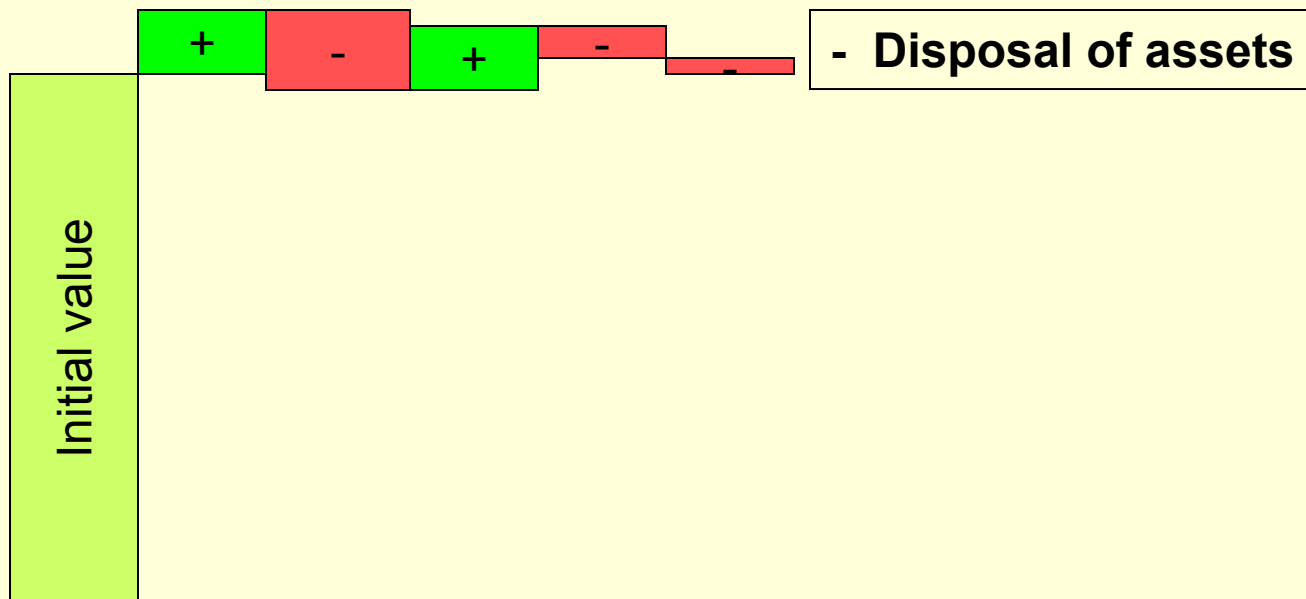 +
-
+
-
-
- Disposal of assets
Initial value